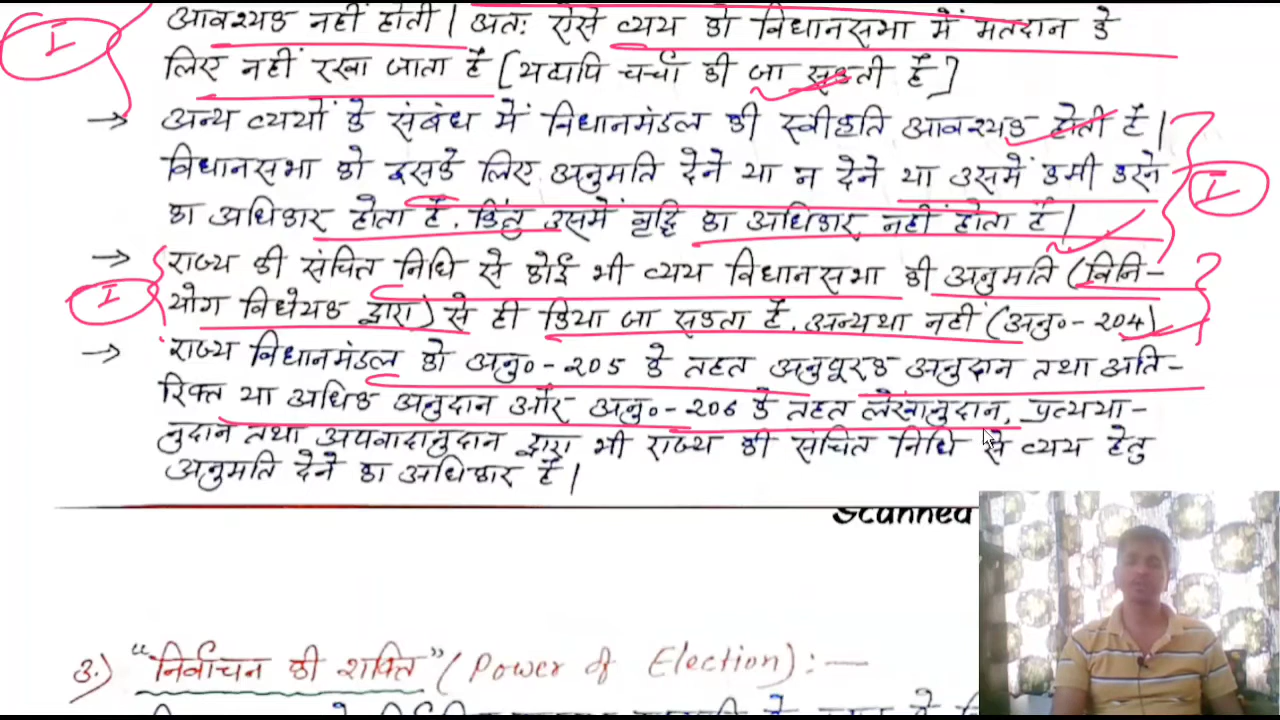 आवश्यक नहीं होती। अतः ऐसे व्यय को विधानसभा में मतदान के
I
लिए नहीं रखा जाता है [यद्यपि चर्चा की जा सकती है]
→ अन्य व्ययों के संबंध में विधानमंडल की स्वीकृति आवश्यक होती है।
विधानसभा को इसके लिए अनुमति देने या न देने या उसमें कमी करने
I
का अधिकार होता है, किंतु उसमें वृद्धि का अधिकार नहीं होता है।
→ राज्य की संचित निधि से कोई भी व्यय विधानसभा की अनुमति (विनि-
I
योग विधेयक द्वारा) से ही किया जा सकता है, अन्यथा नहीं (अनु०-204)
→ राज्य विधानमंडल को अनु०-205 के तहत अनुपूरक अनुदान तथा अति-
रिक्त या अधिक अनुदान और अनु०-206 के तहत लेखानुदान, प्रत्यया-
नुदान तथा अपवादानुदान द्वारा भी राज्य की संचित निधि से व्यय हेतु
अनुमति देने का अधिकार है।
Scanned
3.) "निर्वाचन की शक्ति" (Power of Election):—